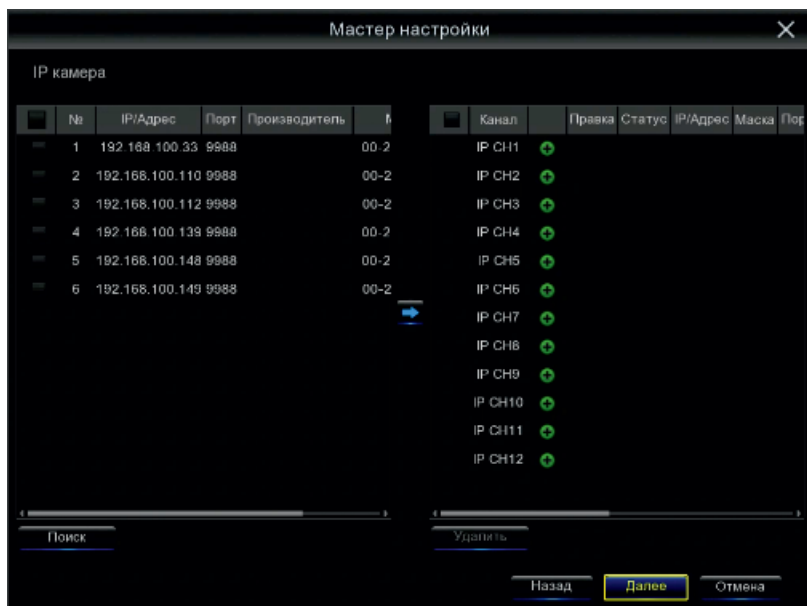 Мастер настройки
IP камера
№ IP/Адрес Порт Производитель
1 192.168.100.33 9988 00-2
2 192.168.100.110 9988 00-2
3 192.168.100.112 9988 00-2
4 192.168.100.139 9988 00-2
5 192.168.100.148 9988 00-2
6 192.168.100.149 9988 00-2
Канал Правка Статус IP/Адрес Маска Пор
IP CH1
IP CH2
IP CH3
IP CH4
IP CH5
IP CH6
IP CH7
IP CH8
IP CH9
IP CH10
IP CH11
IP CH12
Поиск
Удалить
Назад Далее Отмена